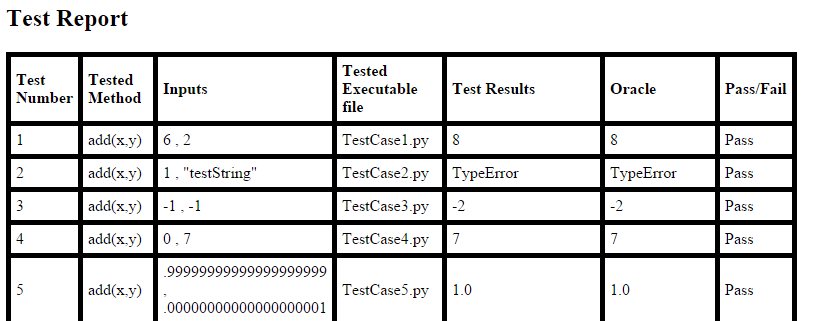 Test Report
Test Number Tested Method Inputs Tested Executable file Test Results Oracle Pass/Fail
1 add(x,y) 6 , 2 TestCase1.py 8 8 Pass
2 add(x,y) 1 , "testString" TestCase2.py TypeError TypeError Pass
3 add(x,y) -1 , -1 TestCase3.py -2 -2 Pass
4 add(x,y) 0 , 7 TestCase4.py 7 7 Pass
5 add(x,y) .99999999999999999999 , .00000000000000000001 TestCase5.py 1.0 1.0 Pass